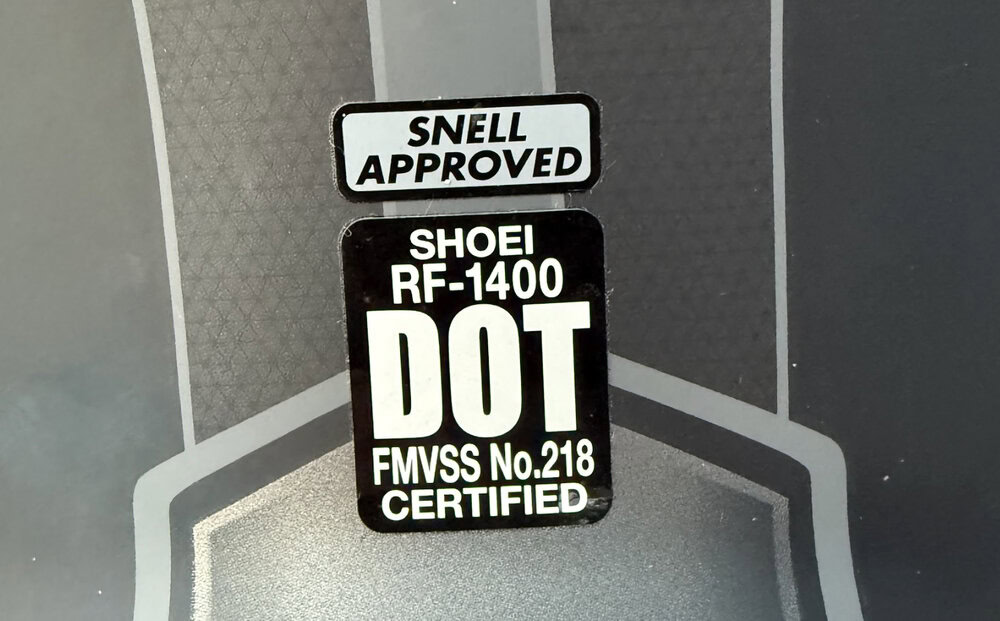 SNELL
APPROVED
SHOEI
RF-1400
DOT
FMVSS No.218
CERTIFIED